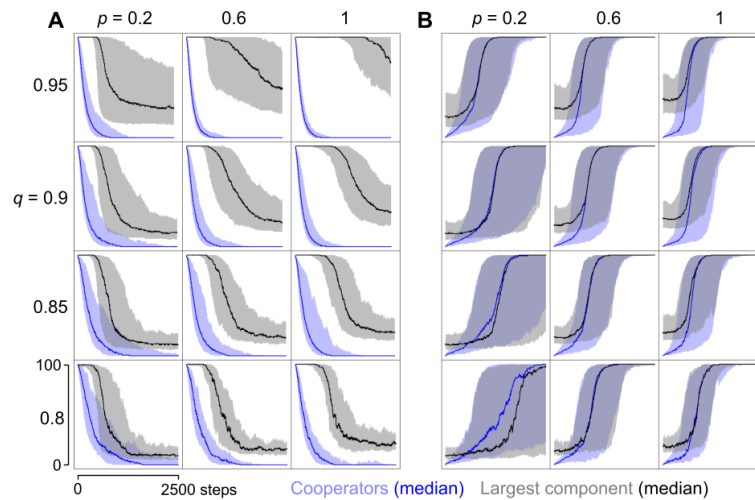 A p = 0.2 0.6 1 B p = 0.2 0.6 1
0.95
q = 0.9
0.85
100
0.8
0
0 2500 steps Cooperators (median) Largest component (median)